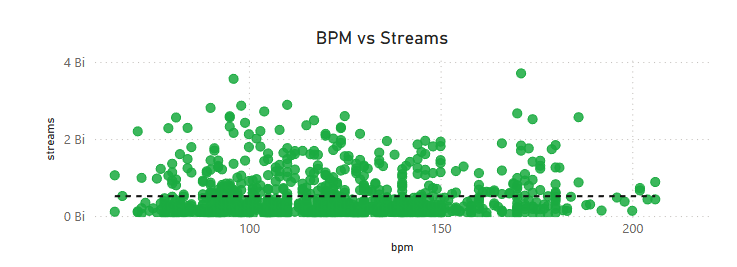 BPM vs Streams
4 Bi
2 Bi
0 Bi
streams
100
150
200
bpm